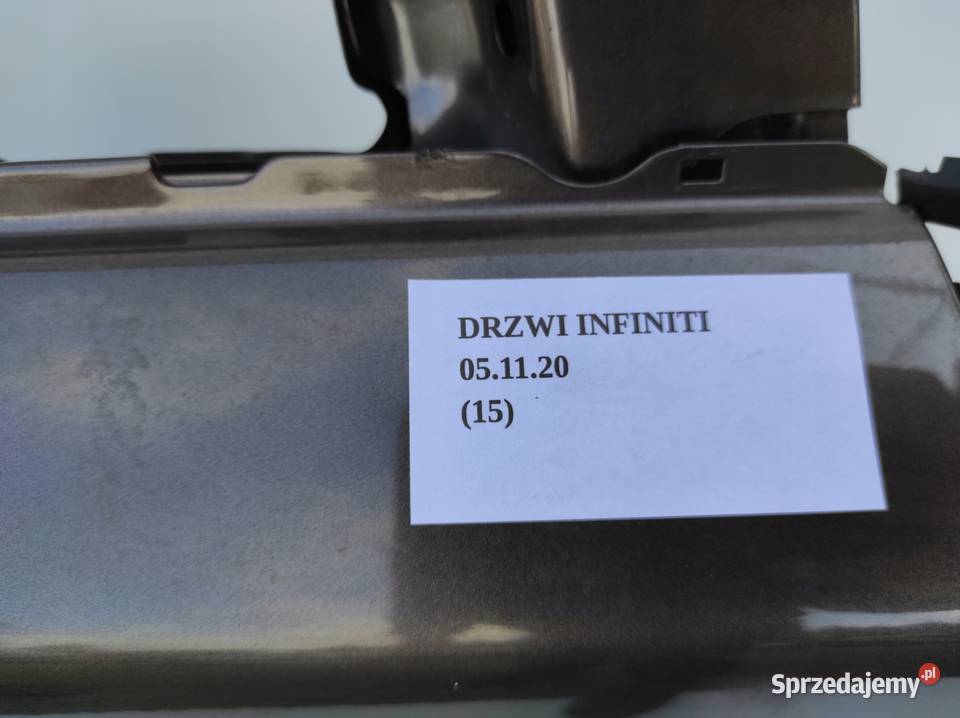 DRZWI INFINITI
05.11.20
(15)
Sprzedajemy.pl